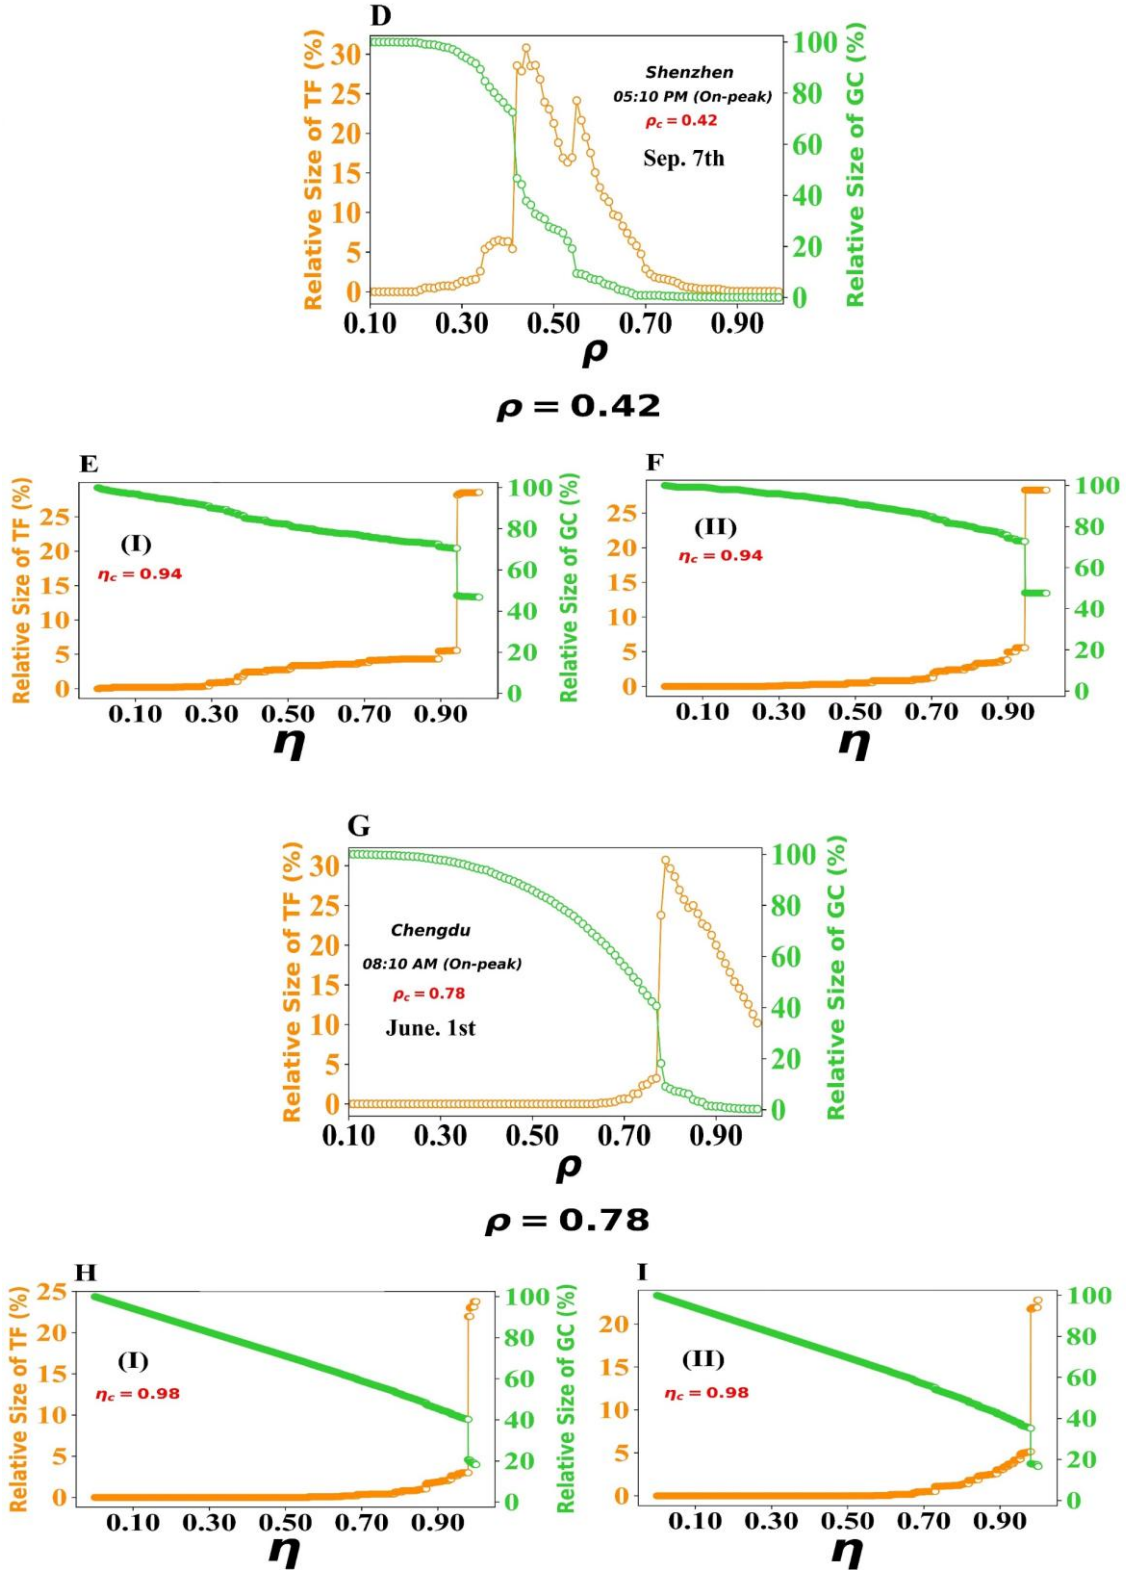 D
Relative Size of TF (%)
30
25
20
15
10
5
0
Shenzhen
05:10 PM (On-peak)
ρc = 0.42
Sep. 7th
100
80
60
40
20
0
Relative Size of GC (%)
0.10 0.30 0.50 0.70 0.90
ρ
ρ = 0.42
E
Relative Size of TF (%)
25
20
15
10
5
0
(I)
ηc = 0.94
100
80
60
40
20
0
Relative Size of GC (%)
0.10 0.30 0.50 0.70 0.90
η
F
25
20
15
10
5
0
(II)
ηc = 0.94
100
80
60
40
20
0
0.10 0.30 0.50 0.70 0.90
η
G
Relative Size of TF (%)
30
25
20
15
10
5
0
Chengdu
08:10 AM (On-peak)
ρc = 0.78
June. 1st
100
80
60
40
20
0
Relative Size of GC (%)
0.10 0.30 0.50 0.70 0.90
ρ
ρ = 0.78
H
Relative Size of TF (%)
25
20
15
10
5
0
(I)
ηc = 0.98
100
80
60
40
20
0
Relative Size of GC (%)
0.10 0.30 0.50 0.70 0.90
η
I
20
15
10
5
0
(II)
ηc = 0.98
100
80
60
40
20
0
0.10 0.30 0.50 0.70 0.90
η